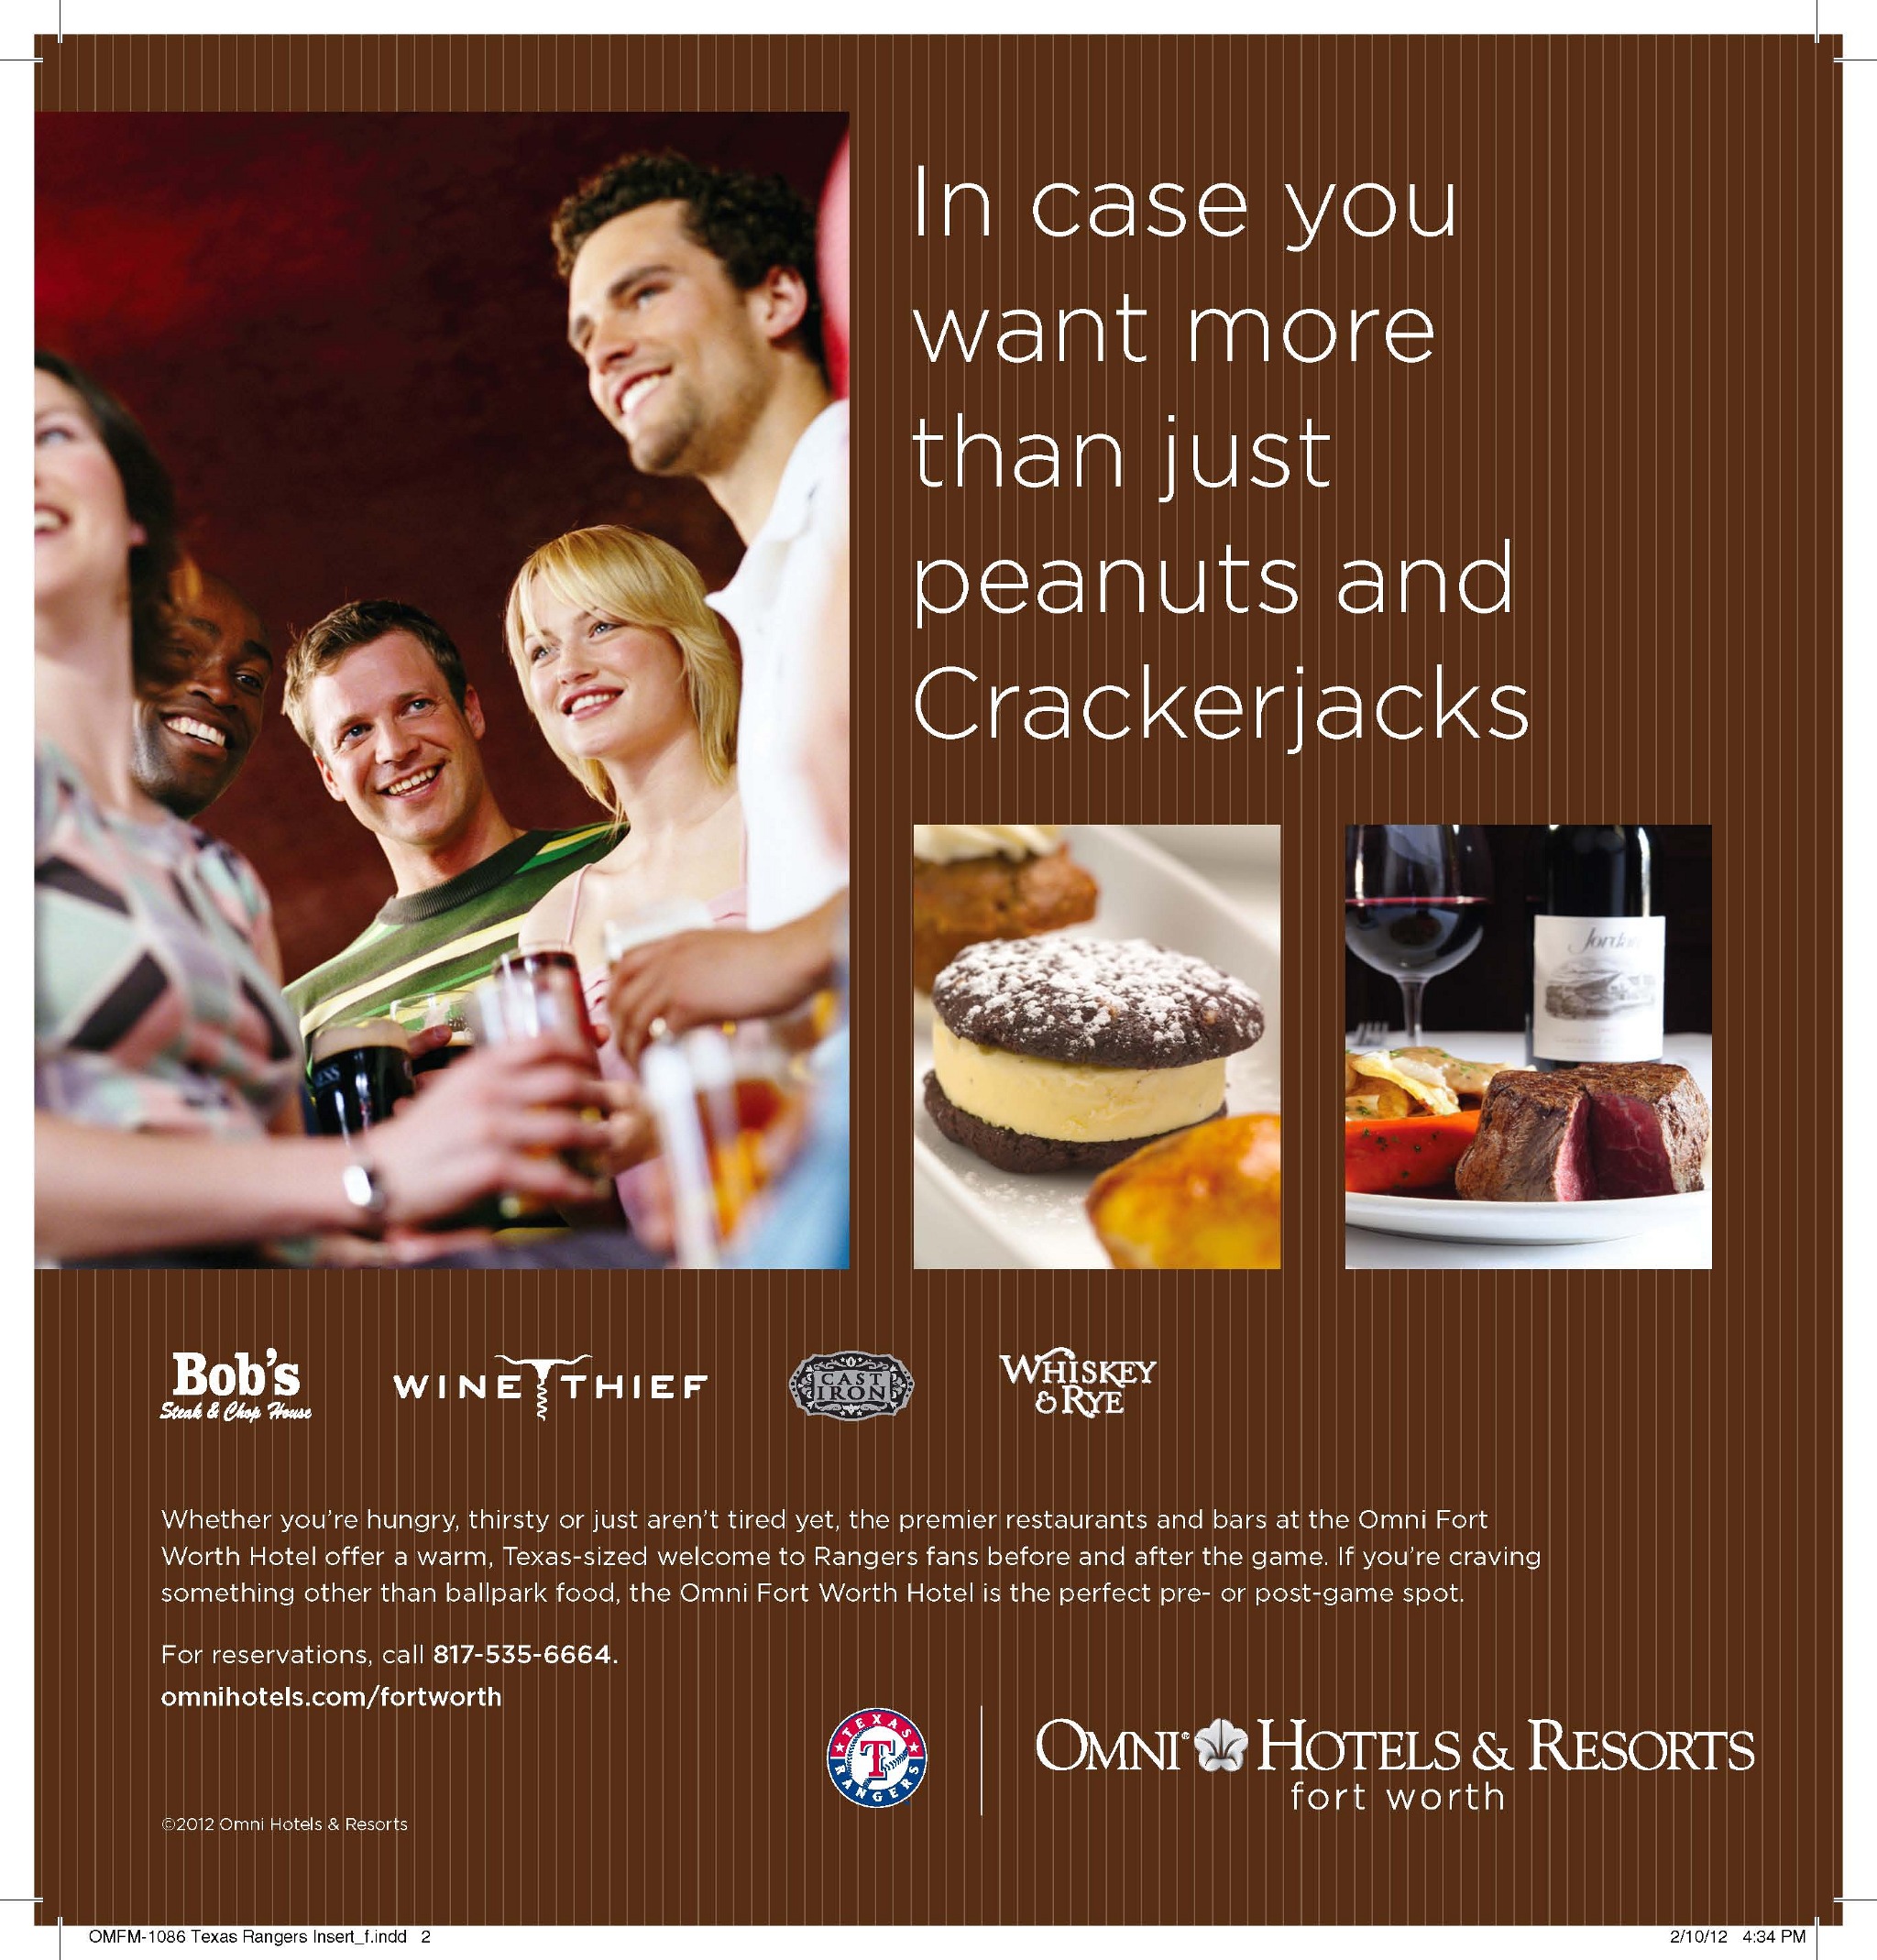 In case you
want more
than just
peanuts and
Crackerjacks
Jordan
Bob's
Steak & Chop House
WINE THIEF
CAST
IRON
WHISKEY
& RYE
Whether you're hungry, thirsty or just aren't tired yet, the premier restaurants and bars at the Omni Fort
Worth Hotel offer a warm, Texas-sized welcome to Rangers fans before and after the game. If you're craving
something other than ballpark food, the Omni Fort Worth Hotel is the perfect pre- or post-game spot.
For reservations, call 817-535-6664.
omnihotels.com/fortworth
TEXAS
T
RANGERS
OMNI® HOTELS & RESORTS
fort worth
©2012 Omni Hotels & Resorts
OMFM-1086 Texas Rangers Insert_f.indd 2
2/10/12 4:34 PM